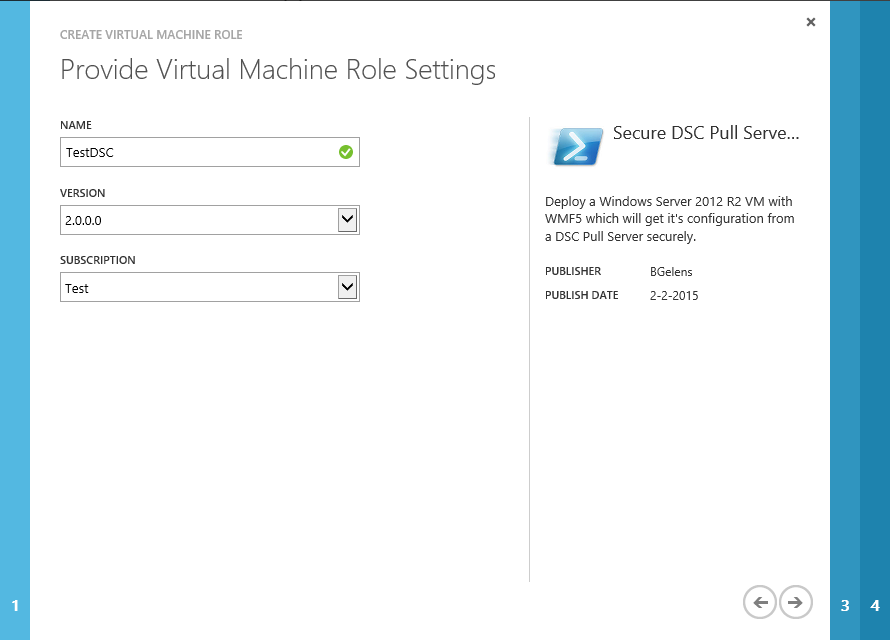 CREATE VIRTUAL MACHINE ROLE
Provide Virtual Machine Role Settings
NAME
TestDSC
VERSION
2.0.0.0
SUBSCRIPTION
Test
Secure DSC Pull Serve...
Deploy a Windows Server 2012 R2 VM with
WMF5 which will get it's configuration from
a DSC Pull Server securely.
PUBLISHER BGelens
PUBLISH DATE 2-2-2015
1
3
4